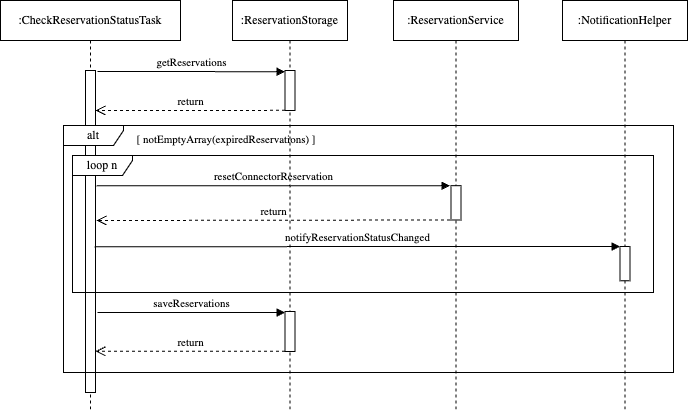 :CheckReservationStatusTask
:ReservationStorage
:ReservationService
:NotificationHelper
getReservations
return
alt
[ notEmptyArray(expiredReservations) ]
loop n
resetConnectorReservation
return
notifyReservationStatusChanged
saveReservations
return